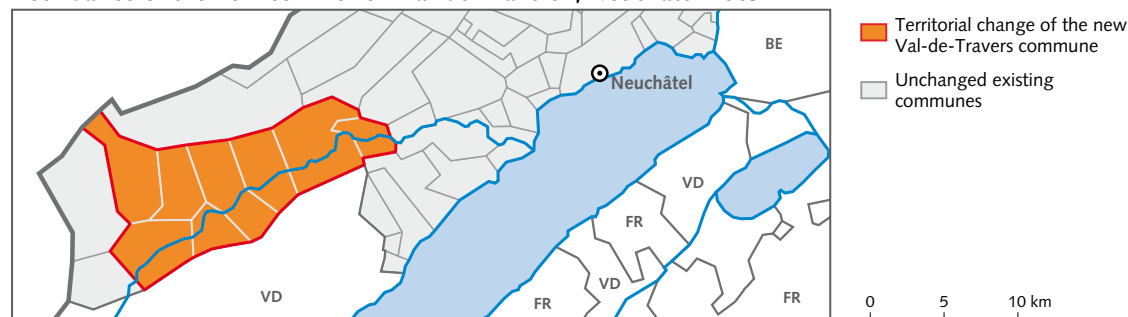 BE
Neuchâtel
VD
FR
VD
VD
FR
FR
Territorial change of the new
Val-de-Travers commune
Unchanged existing
communes
0 5 10 km